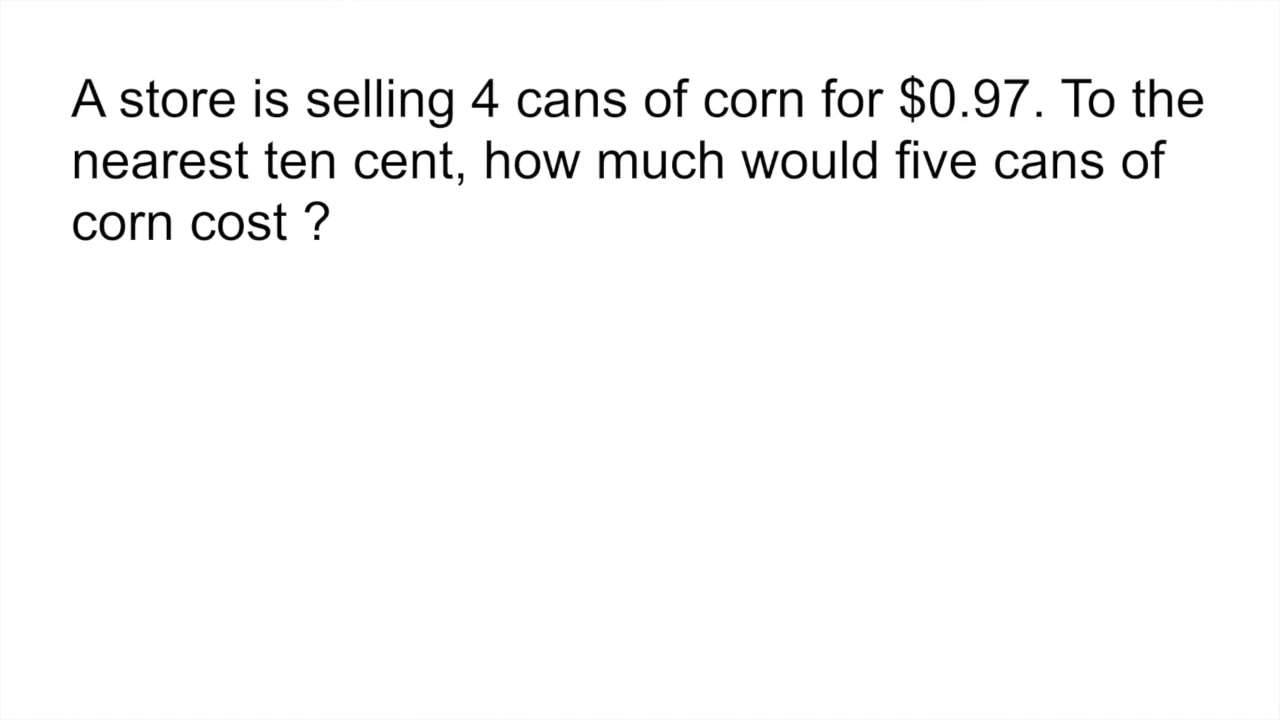 A store is selling 4 cans of corn for $0.97. To the
nearest ten cent, how much would five cans of
corn cost ?